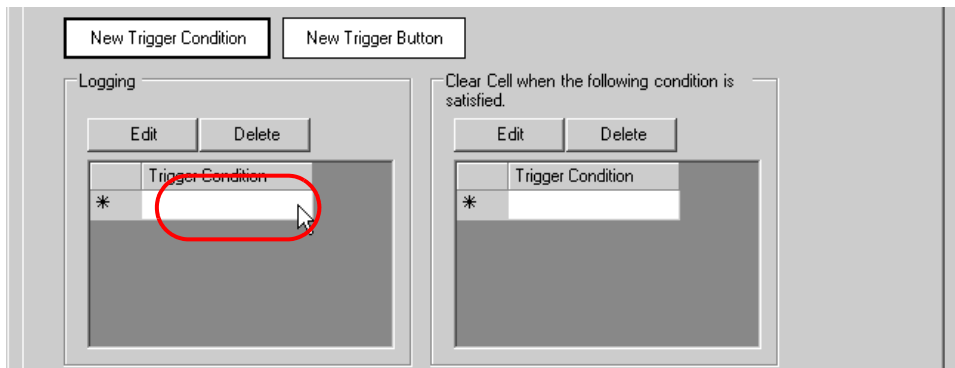 New Trigger Condition
New Trigger Button
Logging
Edit
Delete
Trigger Condition
*
Clear Cell when the following condition is
satisfied.
Edit
Delete
Trigger Condition
*